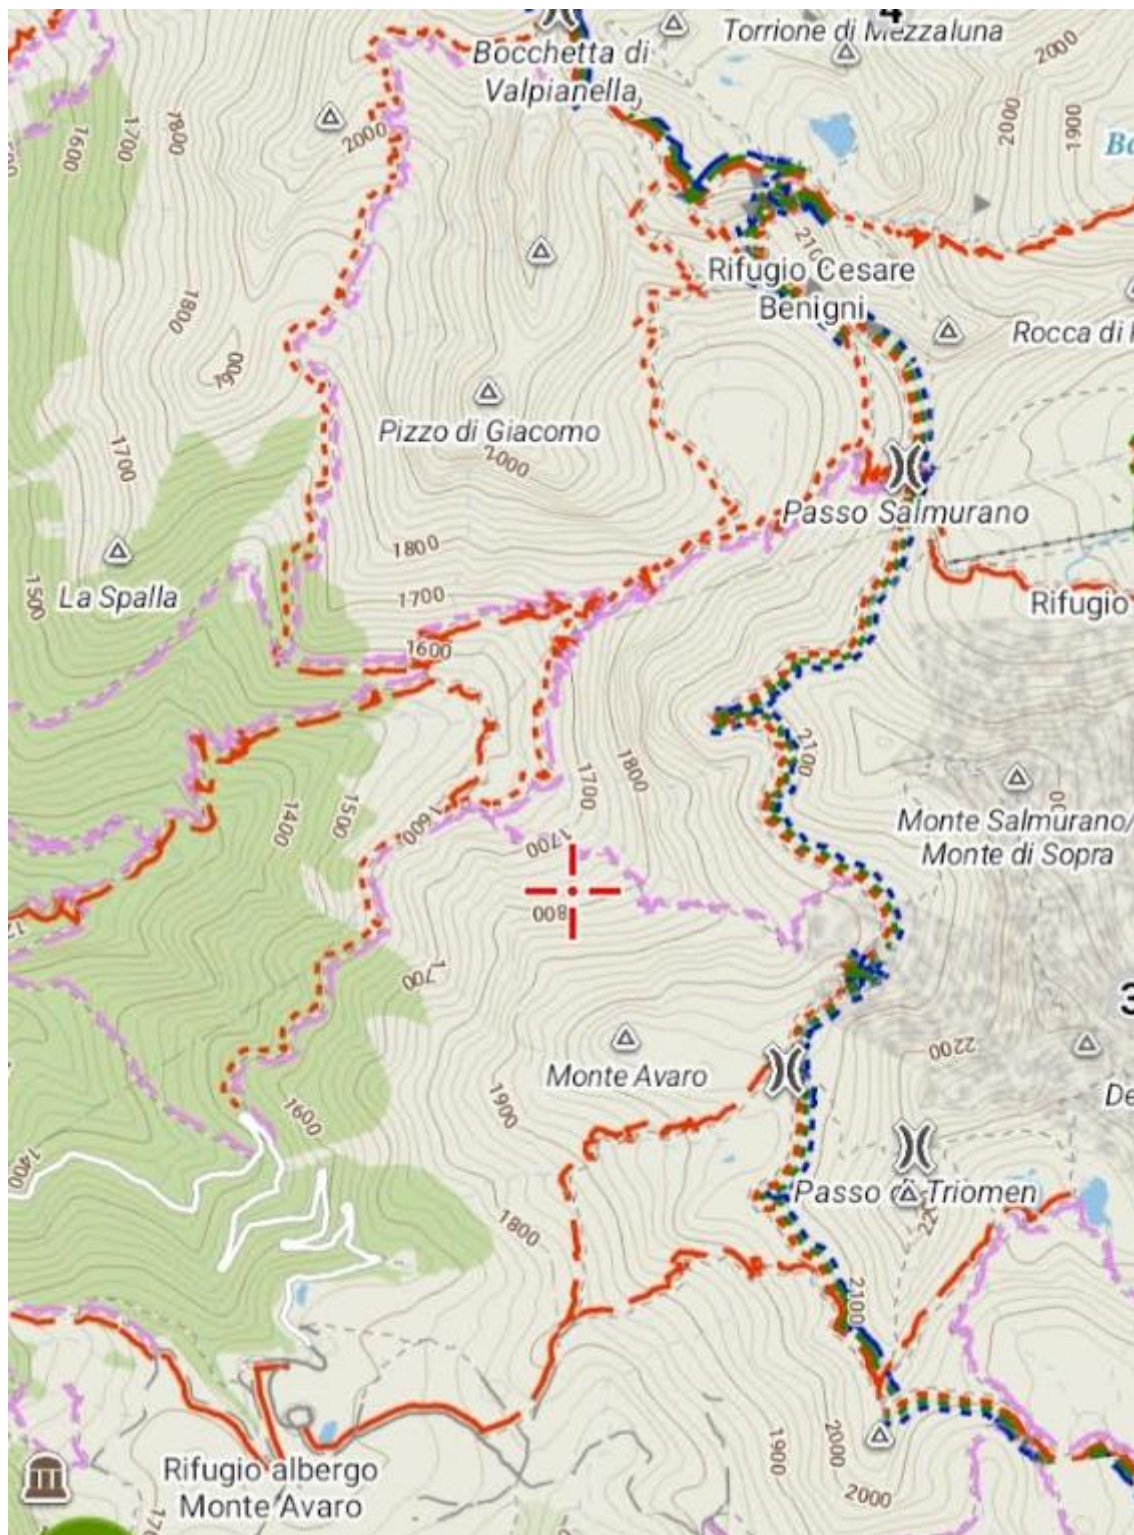 4
Torrione di Mezzaluna
2000
Bocchetta di
Valpianella
1600
1700
1800
2000
2000
1900
1800
Rifugio Cesare
Benigni
Rocca di
1700
Pizzo di Giacomo
2000
Passo Salmurano
1800
La Spalla
1500
1700
Rifugio
1600
2100
1800
1700
1500
1400
1600
Monte Salmurano/
Monte di Sopra
1700
1700
3
2200
Monte Avaro
De
1900
1600
1400
Passo di Triomen
1800
2100
Rifugio albergo
Monte Avaro
1900
2000
2000